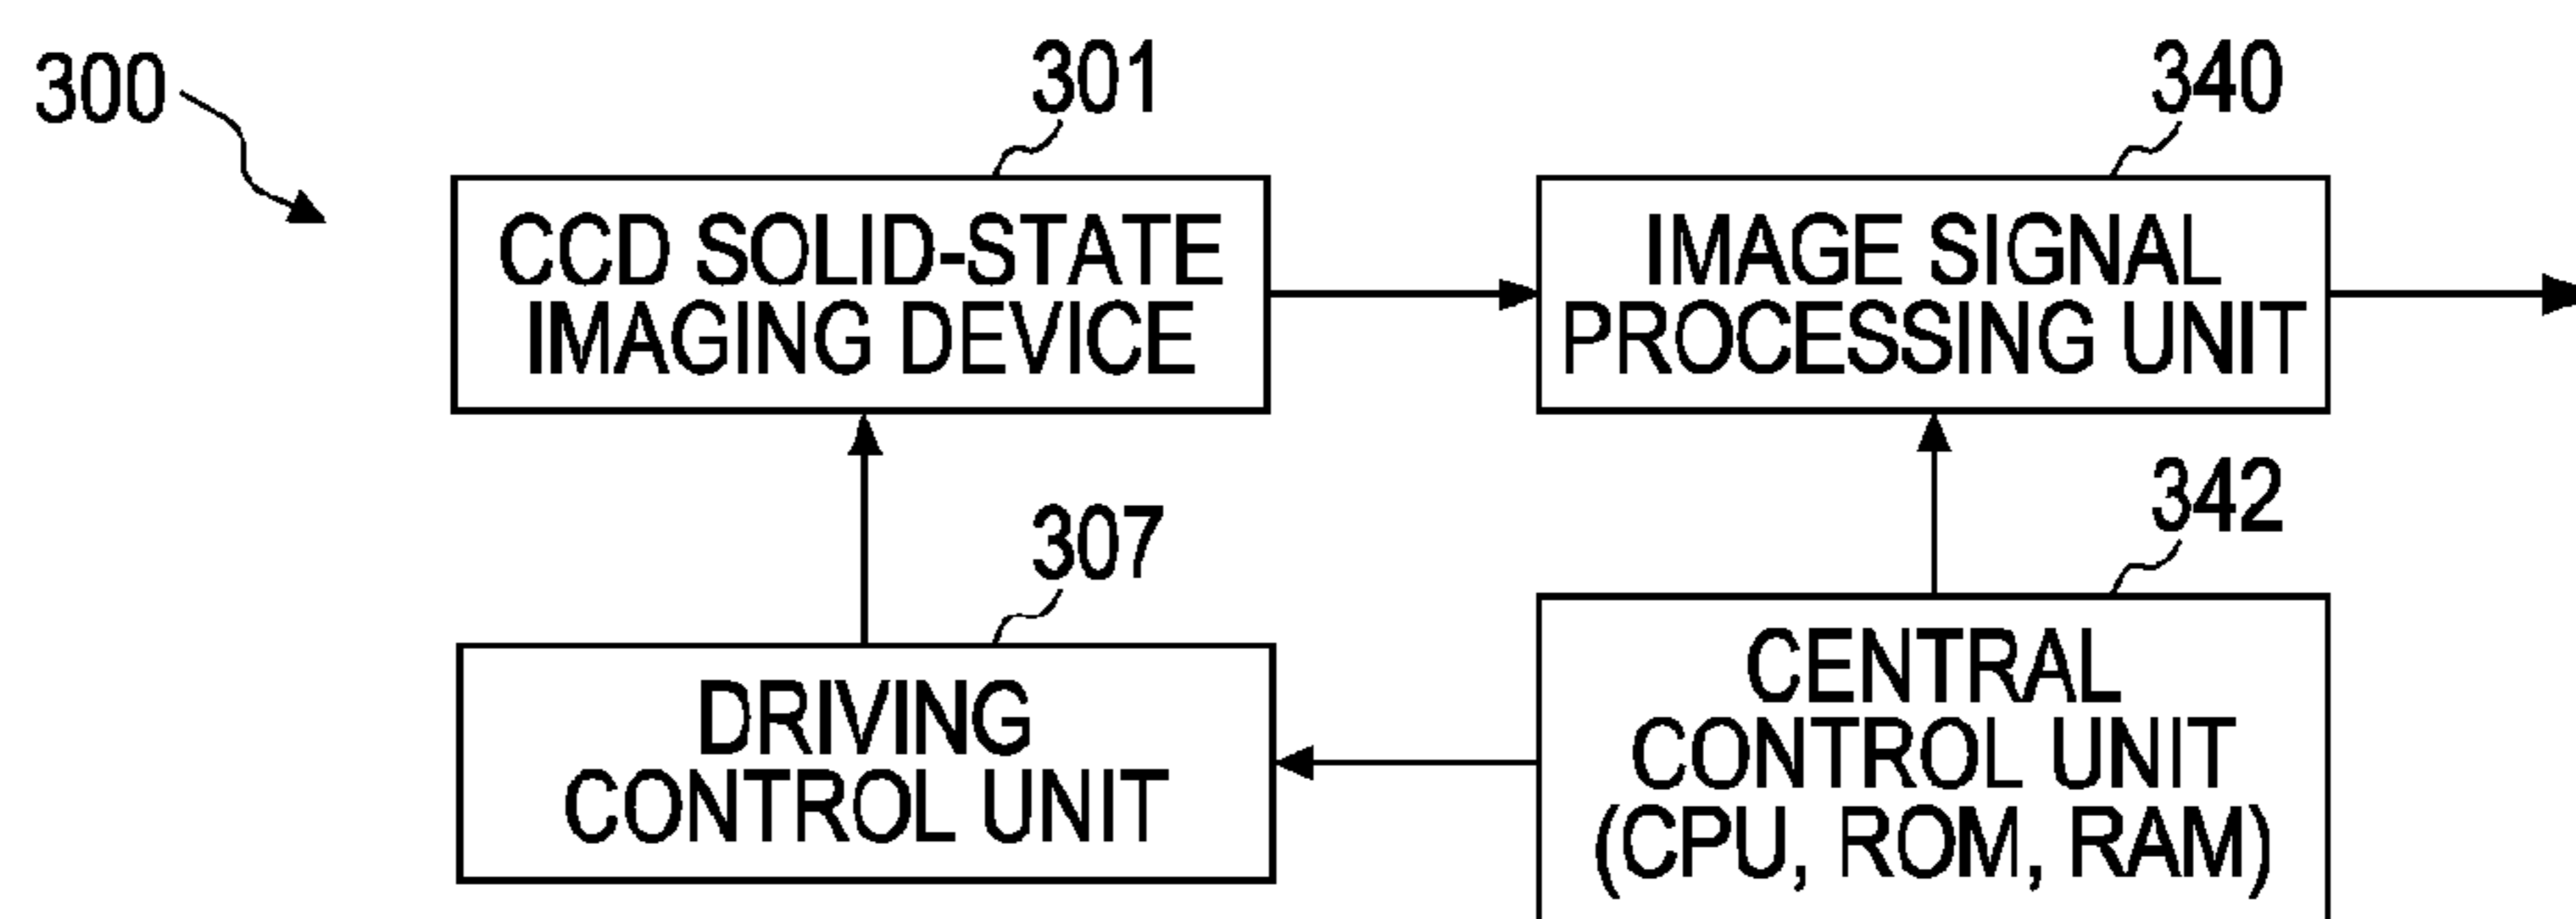 300
301
340
CCD SOLID-STATE
IMAGING DEVICE
IMAGE SIGNAL
PROCESSING UNIT
307
342
DRIVING
CONTROL UNIT
CENTRAL
CONTROL UNIT
(CPU, ROM, RAM)